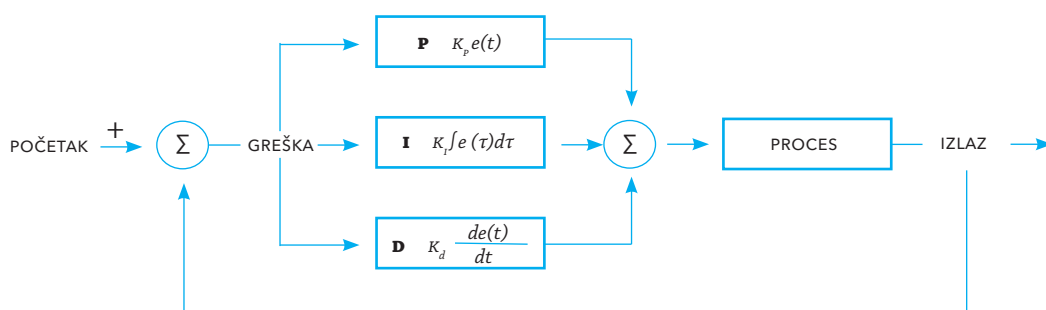 P K_p e(t)
+
POČETAK
Σ
GREŠKA
I K_I ∫e (τ)dτ
Σ
PROCES
IZLAZ
D K_d de(t)
dt